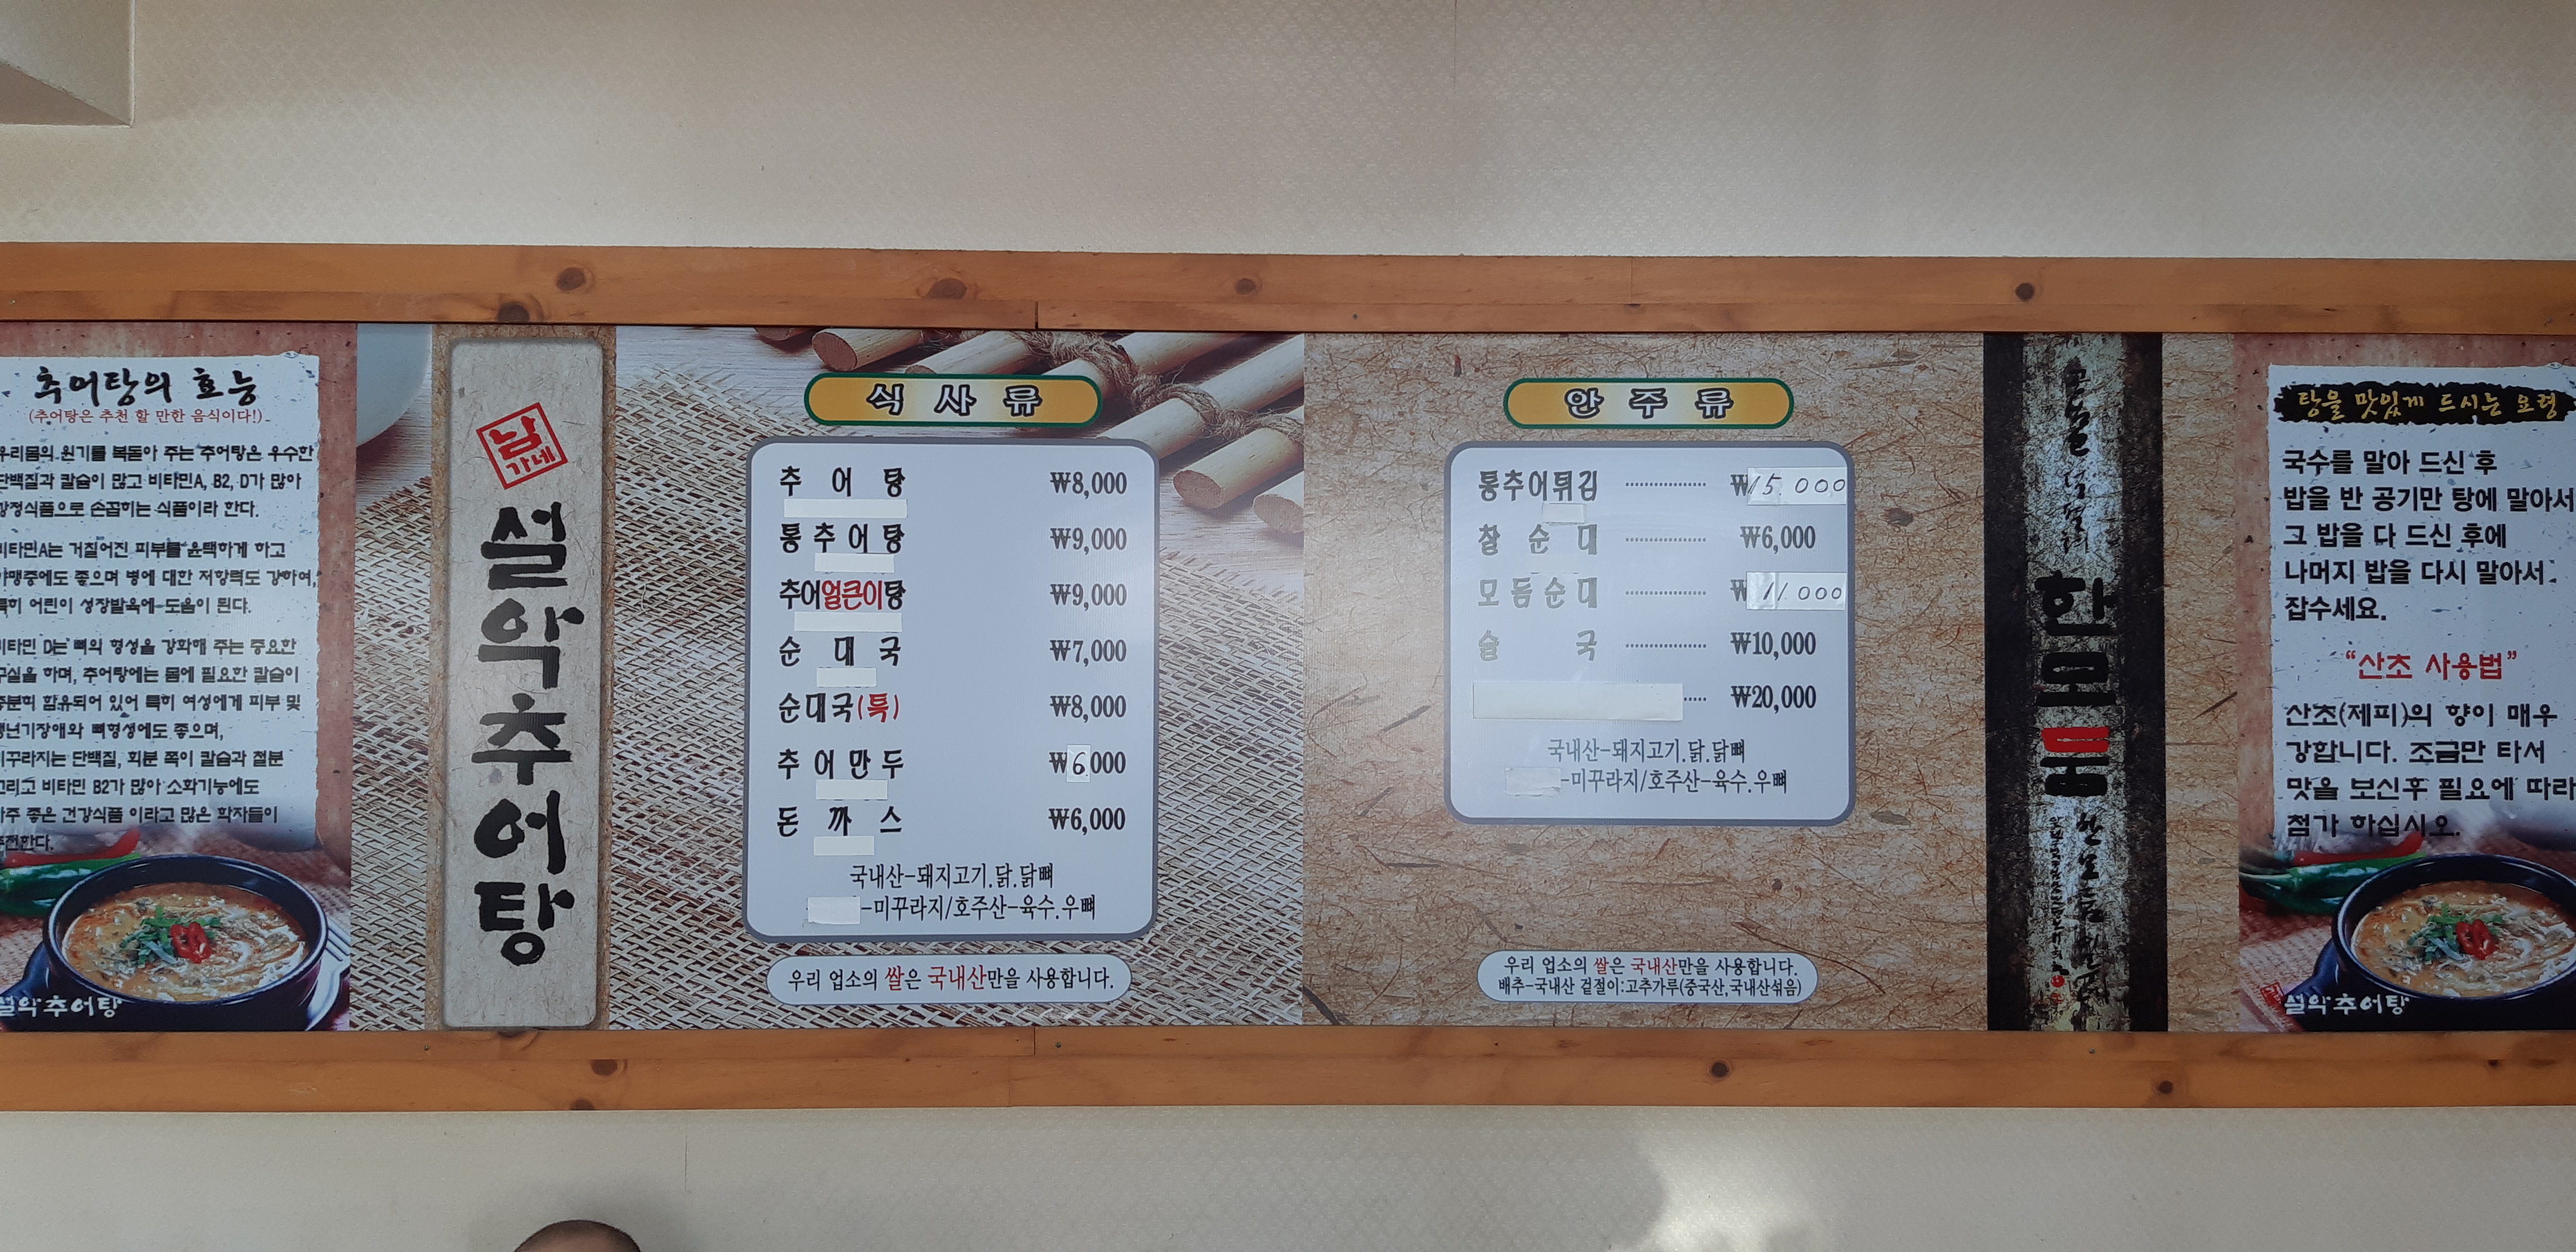 추어탕의 효능
(추어탕은 추천 할 만한 음식이다!)
우리몸의 원기를 복돋아 주는 추어탕은 우수한
단백질과 칼슘이 많고 비타민A, B2, D가 많아
강정식품으로 손꼽히는 식품이라 한다.
비타민A는 거칠어진 피부를 윤택하게 하고
야맹증에도 좋으며 병에 대한 저항력도 강하여,
특히 어린이 성장발육에 도움이 된다.
비타민 D는 뼈의 형성을 강화해 주는 중요한
구실을 하며, 추어탕에는 몸에 필요한 칼슘이
충분히 함유되어 있어 특히 여성에게 피부 및
갱년기장애와 뼈형성에도 좋으며,
미꾸라지는 단백질, 회분 쪽이 칼슘과 철분
그리고 비타민 B2가 많아 소화기능에도
아주 좋은 건강식품 이라고 많은 학자들이
추천한다.
설악추어탕
남가네
설악추어탕
식사류
추어탕 ₩8,000
통추어탕 ₩9,000
추어얼큰이탕 ₩9,000
순대국 ₩7,000
순대국(특) ₩8,000
추어만두 ₩6,000
돈까스 ₩6,000
국내산-돼지고기.닭.닭뼈
-미꾸라지/호주산-육수.우뼈
우리 업소의 쌀은 국내산만을 사용합니다.
안주류
통추어튀김 ₩15,000
찰순대 ₩6,000
모듬순대 ₩11000
술국 ₩10,000
₩20,000
국내산-돼지고기.닭.닭뼈
-미꾸라지/호주산-육수.우뼈
우리 업소의 쌀은 국내산만을 사용합니다.
배추-국내산 겉절이:고추가루(중국산,국내산섞음)
한모둠
탕을 맛있게 드시는 요령
국수를 말아 드신 후
밥을 반 공기만 탕에 말아서
그 밥을 다 드신 후에
나머지 밥을 다시 말아서
잡수세요.
"산초 사용법"
산초(제피)의 향이 매우
강합니다. 조금만 타서
맛을 보신후 필요에 따라
첨가 하십시오.
설악추어탕